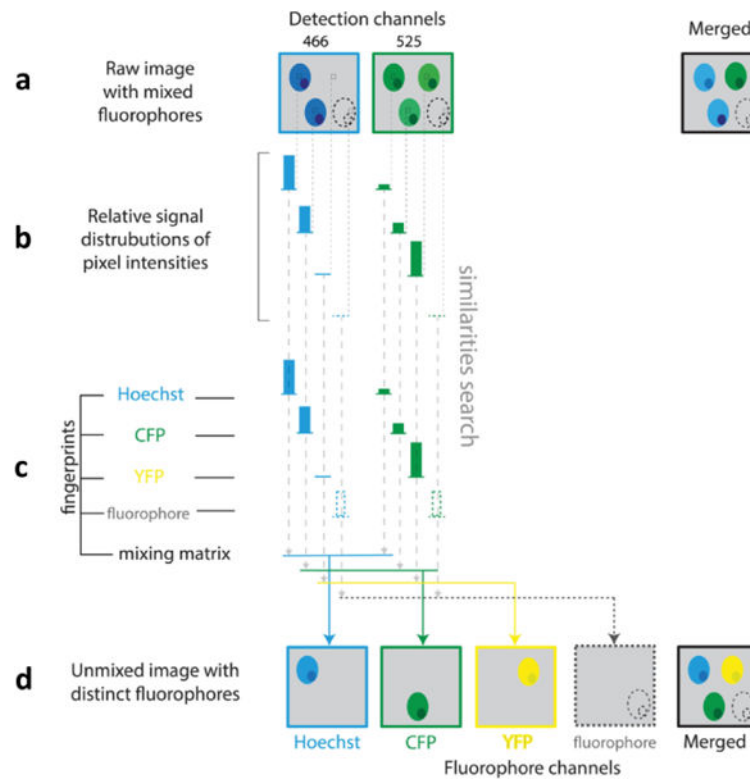 Detection channels
466
525
Merged
a
Raw image
with mixed
fluorophores
b
Relative signal
distrubutions of
pixel intensities
similarities search
c
fingerprints
Hoechst
CFP
YFP
fluorophore
mixing matrix
d
Unmixed image with
distinct fluorophores
Hoechst
CFP
YFP
fluorophore
Merged
Fluorophore channels